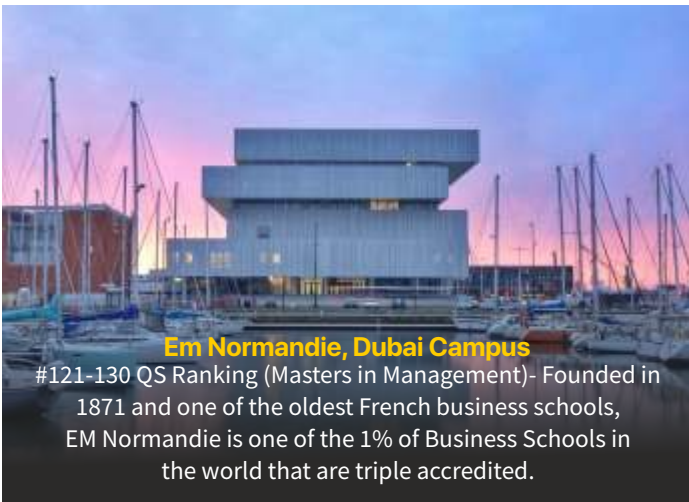 Em Normandie, Dubai Campus
#121-130 QS Ranking (Masters in Management)- Founded in
1871 and one of the oldest French business schools,
EM Normandie is one of the 1% of Business Schools in
the world that are triple accredited.